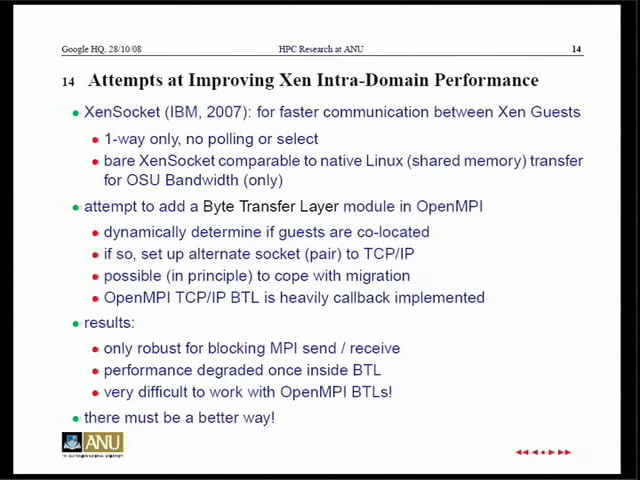 Google HQ, 28/10/08 HPC Research at ANU 14
14 Attempts at Improving Xen Intra-Domain Performance
XenSocket (IBM, 2007): for faster communication between Xen Guests
1-way only, no polling or select
bare XenSocket comparable to native Linux (shared memory) transfer
for OSU Bandwidth (only)
attempt to add a Byte Transfer Layer module in OpenMPI
dynamically determine if guests are co-located
if so, set up alternate socket (pair) to TCP/IP
possible (in principle) to cope with migration
OpenMPI TCP/IP BTL is heavily callback implemented
results:
only robust for blocking MPI send / receive
performance degraded once inside BTL
very difficult to work with OpenMPI BTLs!
there must be a better way!
ANU